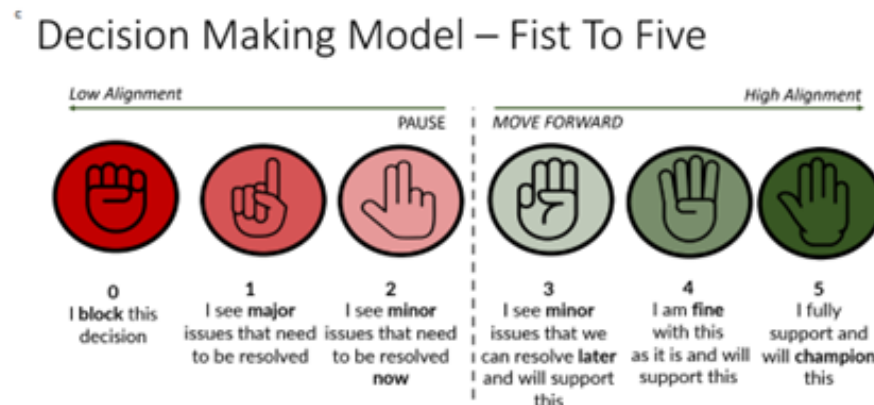 c
Decision Making Model – Fist To Five
Low Alignment
High Alignment
PAUSE
MOVE FORWARD
0
I block this
decision
1
I see major
issues that need
to be resolved
2
I see minor
issues that need
to be resolved
now
3
I see minor
issues that we
can resolve later
and will support
this
4
I am fine
with this
as it is and will
support this
5
I fully
support and
will champion
this